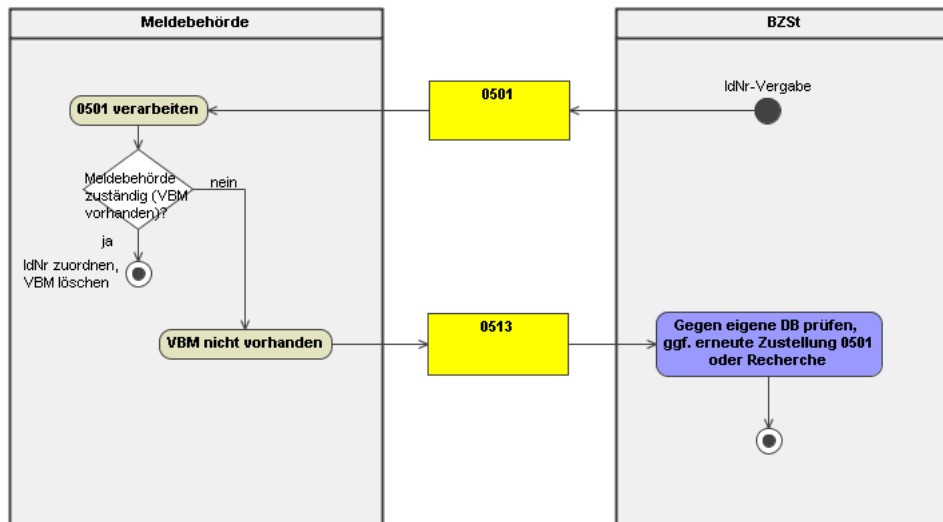 Meldebehörde
BZSt
IdNr-Vergabe
0501
0501 verarbeiten
Meldebehörde
zuständig (VBM
vorhanden)?
nein
ja
IdNr zuordnen,
VBM löschen
VBM nicht vorhanden
0513
Gegen eigene DB prüfen,
ggf. erneute Zustellung 0501
oder Recherche